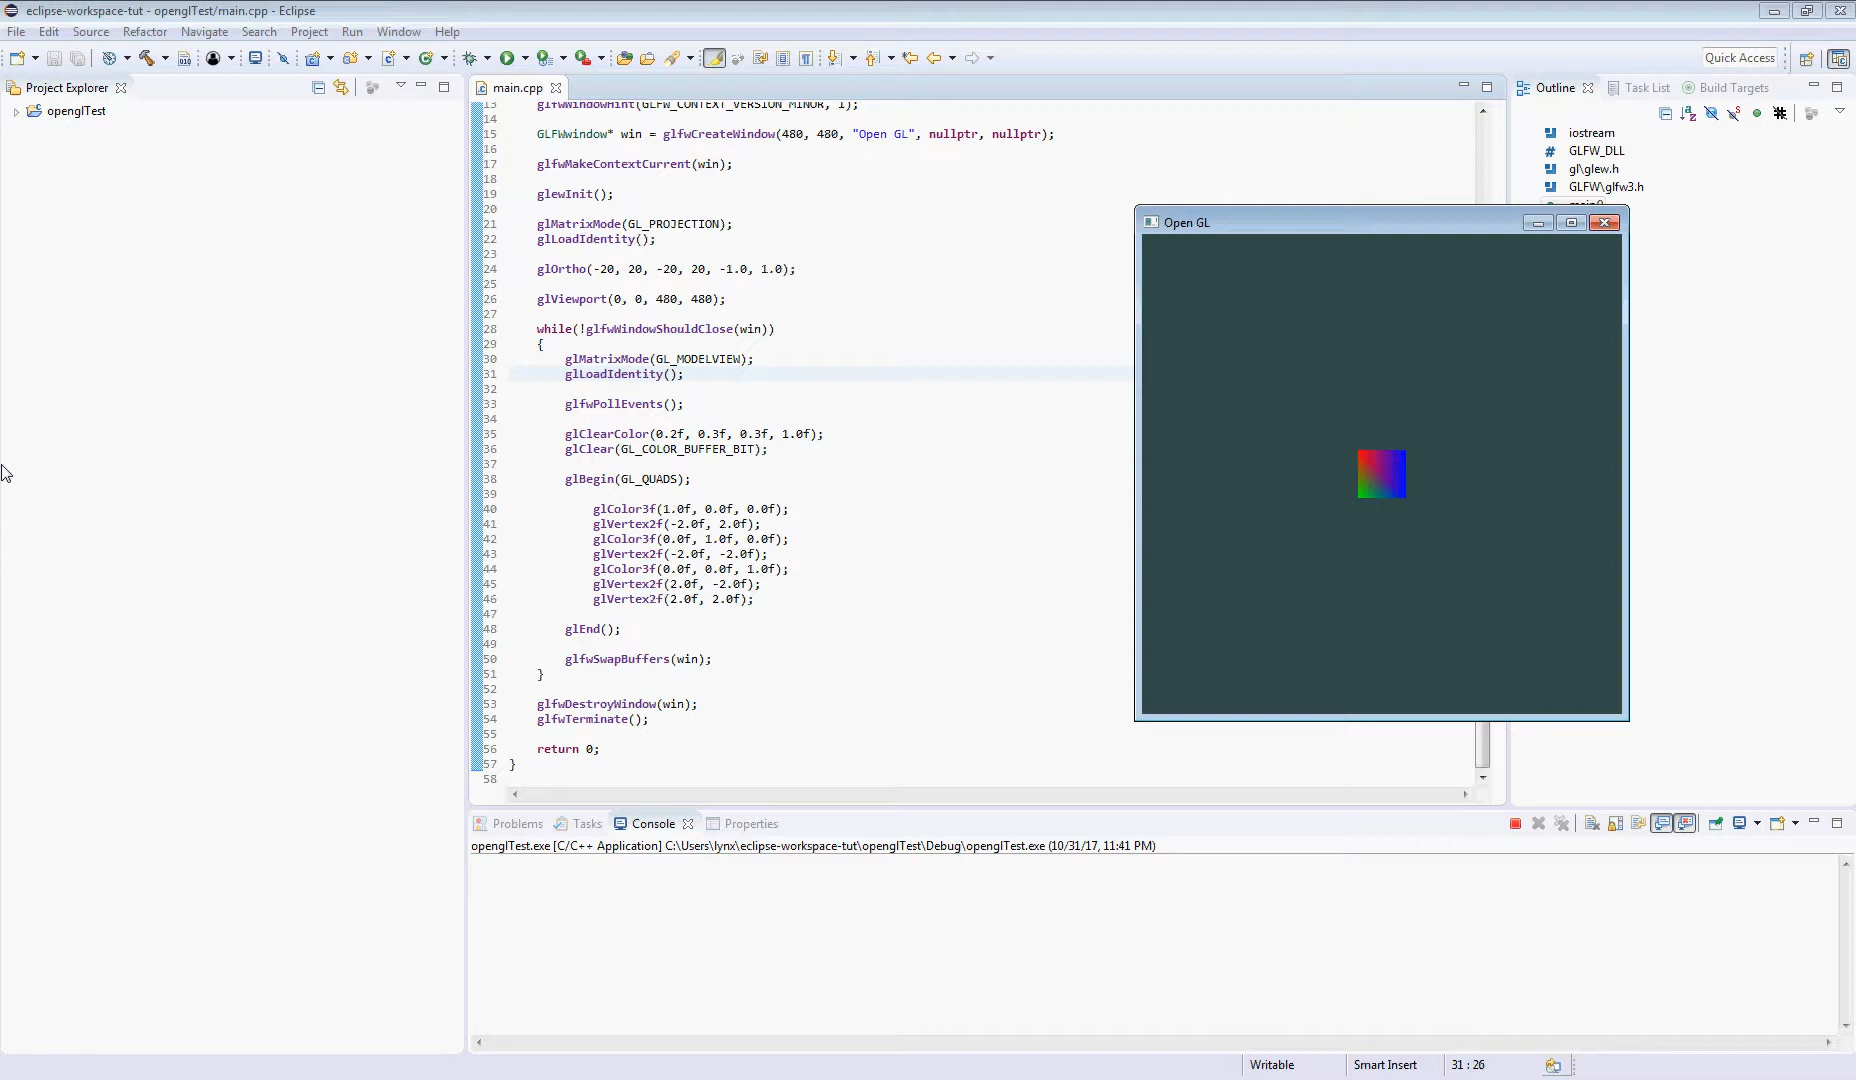 eclipse-workspace-tut - openglTest/main.cpp - Eclipse
File Edit Source Refactor Navigate Search Project Run Window Help
Quick Access
Project Explorer
openglTest
main.cpp
13 glfwWindowHint(GLFW_CONTEXT_VERSION_MINOR, 1);
14
15 GLFWwindow* win = glfwCreateWindow(480, 480, "Open GL", nullptr, nullptr);
16
17 glfwMakeContextCurrent(win);
18
19 glewInit();
20
21 glMatrixMode(GL_PROJECTION);
22 glLoadIdentity();
23
24 glOrtho(-20, 20, -20, 20, -1.0, 1.0);
25
26 glViewport(0, 0, 480, 480);
27
28 while(!glfwWindowShouldClose(win))
29 {
30 glMatrixMode(GL_MODELVIEW);
31 glLoadIdentity();
32
33 glfwPollEvents();
34
35 glClearColor(0.2f, 0.3f, 0.3f, 1.0f);
36 glClear(GL_COLOR_BUFFER_BIT);
37
38 glBegin(GL_QUADS);
39
40 glColor3f(1.0f, 0.0f, 0.0f);
41 glVertex2f(-2.0f, 2.0f);
42 glColor3f(0.0f, 1.0f, 0.0f);
43 glVertex2f(-2.0f, -2.0f);
44 glColor3f(0.0f, 0.0f, 1.0f);
45 glVertex2f(2.0f, -2.0f);
46 glVertex2f(2.0f, 2.0f);
47
48 glEnd();
49
50 glfwSwapBuffers(win);
51 }
52
53 glfwDestroyWindow(win);
54 glfwTerminate();
55
56 return 0;
57 }
58
Open GL
Outline Task List Build Targets
iostream
GLFW_DLL
gl\glew.h
GLFW\glfw3.h
Problems Tasks Console Properties
openglTest.exe [C/C++ Application] C:\Users\lynx\eclipse-workspace-tut\openglTest\Debug\openglTest.exe (10/31/17, 11:41 PM)
Writable Smart Insert 31 : 26